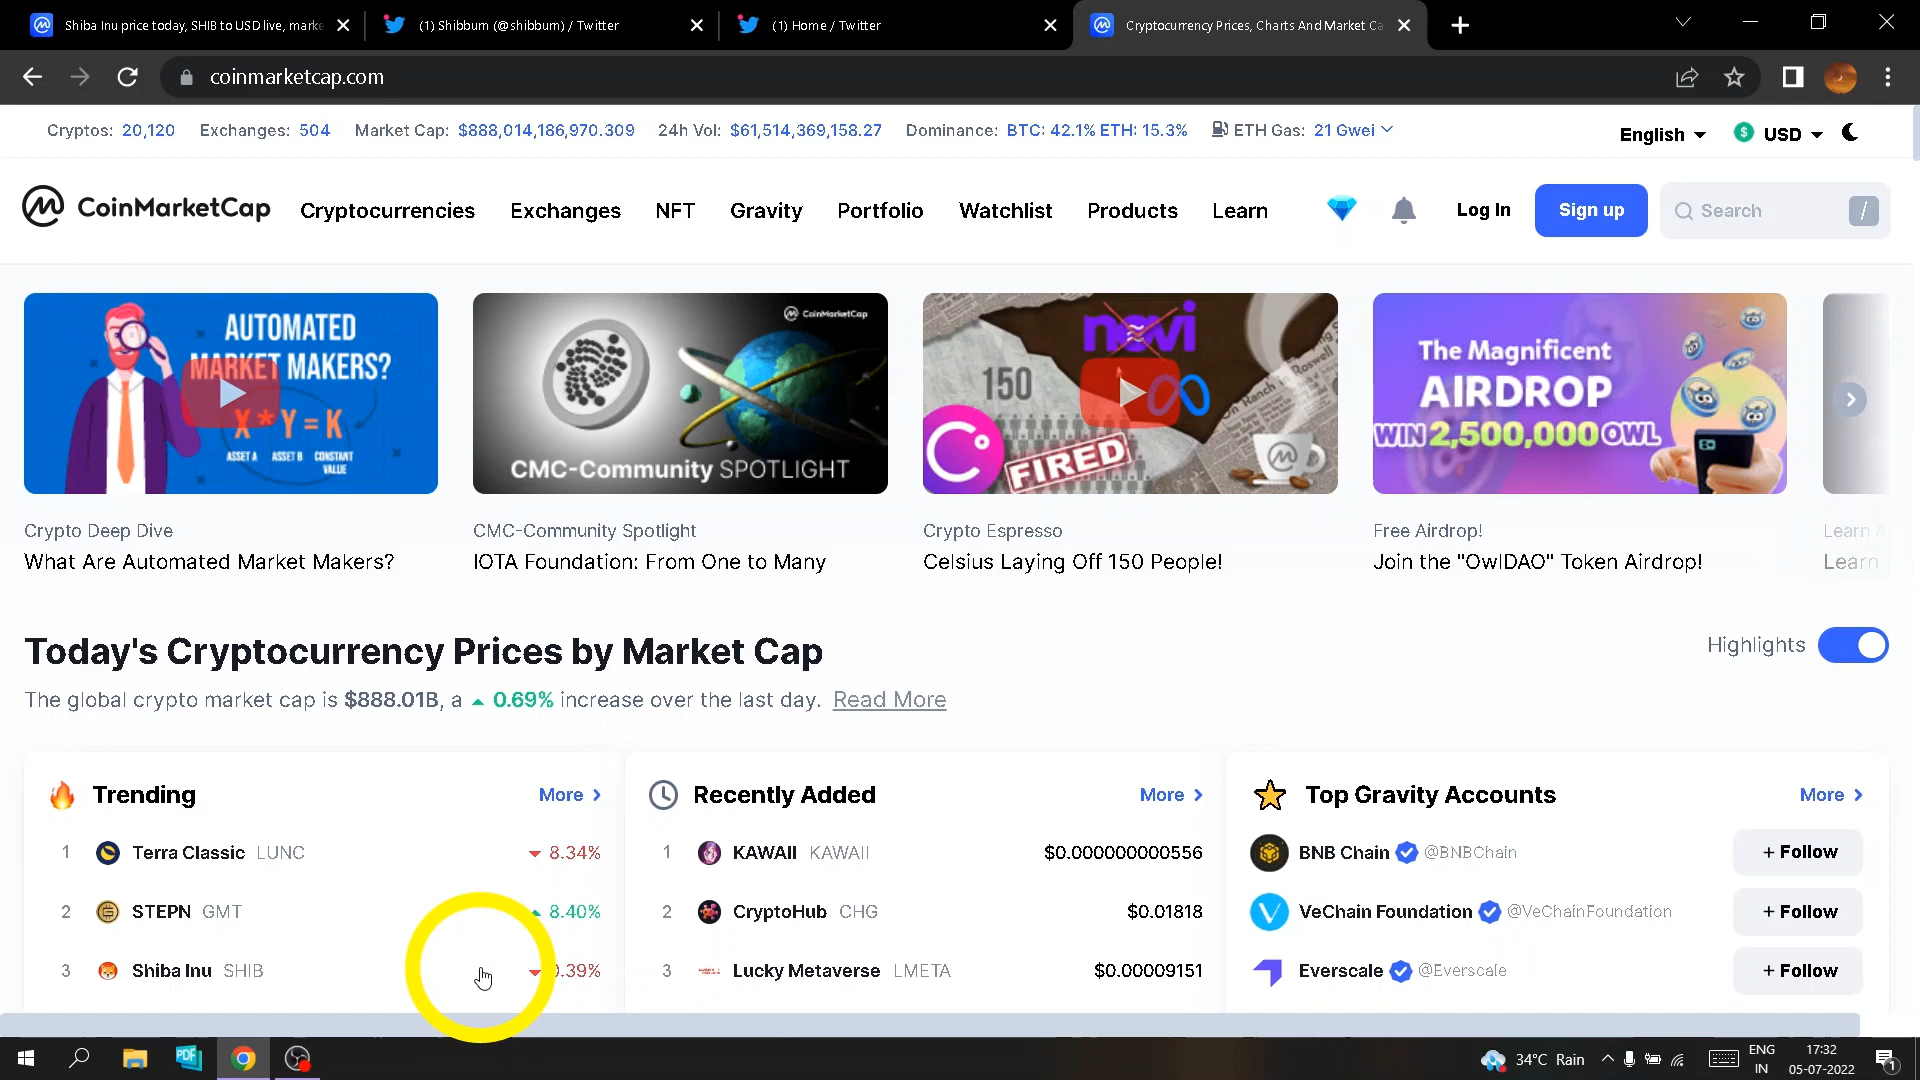 Shiba Inu price today, SHIB to USD live, marke
(1) Shibbum (@shibbum) / Twitter
(1) Home / Twitter
Cryptocurrency Prices, Charts And Market Ca
coinmarketcap.com
Cryptos: 20,120 Exchanges: 504 Market Cap: $888,014,186,970.309 24h Vol: $61,514,369,158.27 Dominance: BTC: 42.1% ETH: 15.3% ETH Gas: 21 Gwei
English USD
CoinMarketCap Cryptocurrencies Exchanges NFT Gravity Portfolio Watchlist Products Learn Log In Sign up Search /
AUTOMATED
MARKET MAKERS?
X * Y = K
ASSET A ASSET B CONSTANT
VALUE
CoinMarketCap
CMC-Community SPOTLIGHT
novi
150
FIRED
The Magnificent
AIRDROP
WIN 2,500,000 OWL
Crypto Deep Dive
What Are Automated Market Makers?
CMC-Community Spotlight
IOTA Foundation: From One to Many
Crypto Espresso
Celsius Laying Off 150 People!
Free Airdrop!
Join the "OwlDAO" Token Airdrop!
Learn
Learn
Today's Cryptocurrency Prices by Market Cap
Highlights
The global crypto market cap is $888.01B, a 0.69% increase over the last day. Read More
Trending More
1 Terra Classic LUNC 8.34%
2 STEPN GMT 8.40%
3 Shiba Inu SHIB .39%
Recently Added More
1 KAWAII KAWAII $0.000000000556
2 CryptoHub CHG $0.01818
3 Lucky Metaverse LMETA $0.00009151
Top Gravity Accounts More
BNB Chain @BNBChain + Follow
VeChain Foundation @VeChainFoundation + Follow
Everscale @Everscale + Follow
PDF
34°C Rain
ENG
IN
17:32
05-07-2022
1